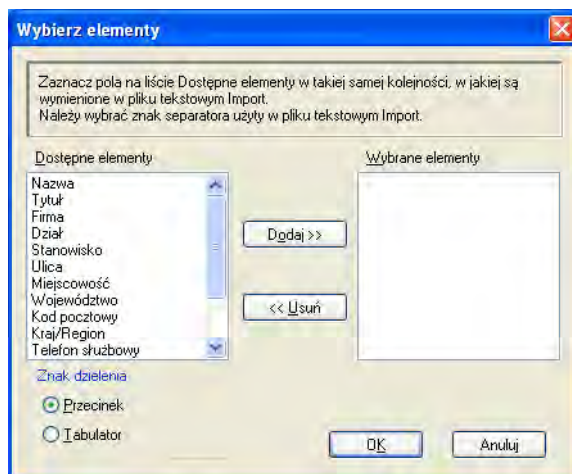 Wybierz elementy
Zaznacz pola na liście Dostępne elementy w takiej samej kolejności, w jakiej są
wymienione w pliku tekstowym Import.
Należy wybrać znak separatora użyty w pliku tekstowym Import.
Dostępne elementy
Wybrane elementy
Nazwa
Tytuł
Firma
Dział
Stanowisko
Ulica
Miejscowość
Województwo
Kod pocztowy
Kraj/Region
Telefon służbowy
Dodaj >>
<< Usuń
Znak dzielenia
Przecinek
Tabulator
OK
Anuluj